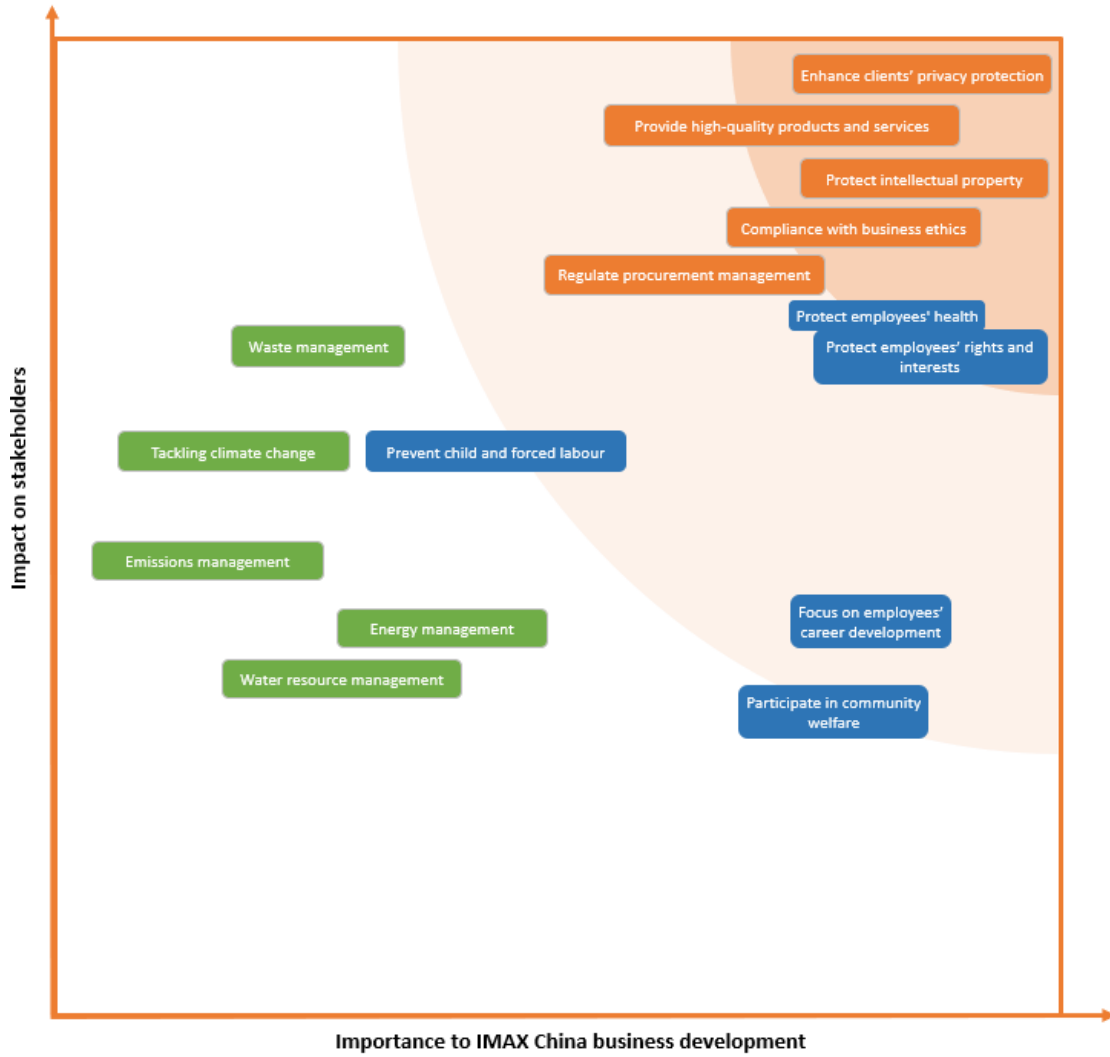 Enhance clients’ privacy protection
Provide high-quality products and services
Protect intellectual property
Compliance with business ethics
Regulate procurement management
Protect employees' health
Waste management
Protect employees’ rights and
interests
Tackling climate change
Prevent child and forced labour
Emissions management
Focus on employees’
career development
Energy management
Water resource management
Participate in community
welfare
Impact on stakeholders
Importance to IMAX China business development